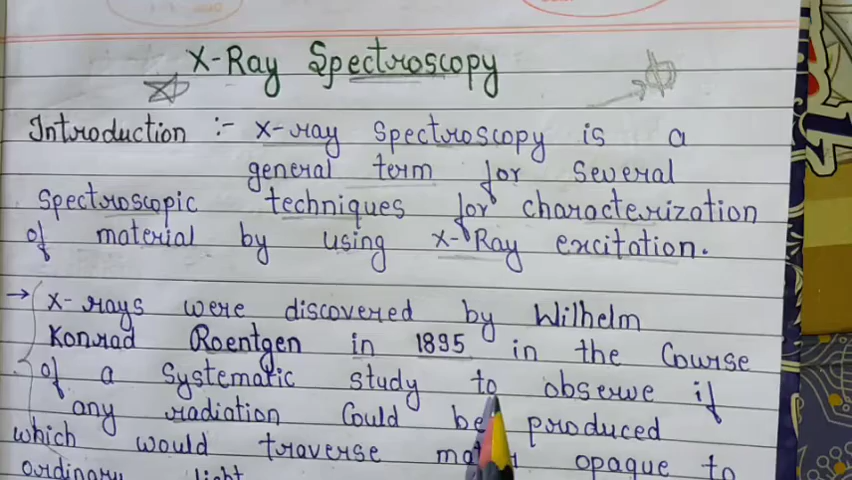 X-Ray Spectroscopy
Introduction :- X-ray Spectroscopy is a
general term for Several
Spectroscopic techniques for characterization
of material by using X-Ray excitation.
→ X-rays were discovered by Wilhelm
Konrad Roentgen in 1895 in the Course
of a systematic study to observe if
any radiation Could be produced
which would traverse opaque to
ordinary light